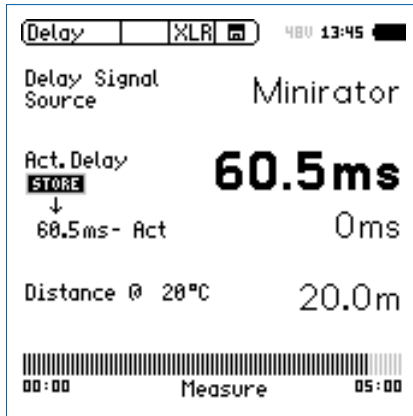 Delay XLR 48V 13:45
Delay Signal Source Minirator
Act.Delay 60.5ms
STORE
↓
60.5ms- Act 0ms
Distance @ 20°C 20.0m
00:00 Measure 05:00